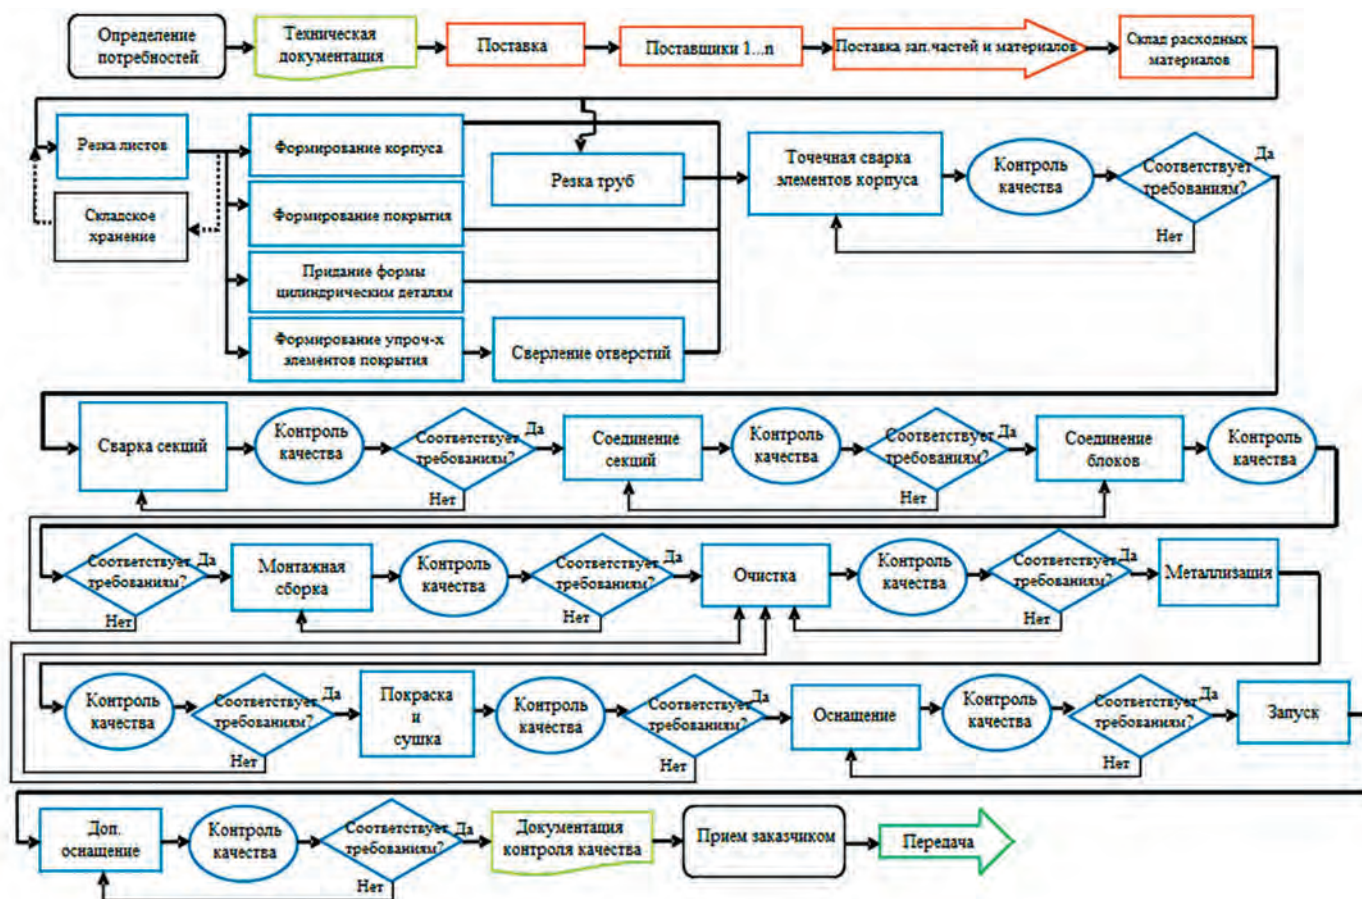 Определение
потребностей
Техническая
документация
Поставка
Поставщики 1...n
Поставка зап.частей и материалов
Склад расходных
материалов
Резка листов
Складское
хранение
Формирование корпуса
Формирование покрытия
Придание формы
цилиндрическим деталям
Формирование упроч-х
элементов покрытия
Резка труб
Сверление отверстий
Точечная сварка
элементов корпуса
Контроль
качества
Соответствует
требованиям?
Да
Нет
Сварка секций
Контроль
качества
Соответствует
требованиям?
Да
Нет
Соединение
секций
Контроль
качества
Соответствует
требованиям?
Да
Нет
Соединение
блоков
Контроль
качества
Соответствует
требованиям?
Да
Нет
Монтажная
сборка
Контроль
качества
Соответствует
требованиям?
Да
Нет
Очистка
Контроль
качества
Соответствует
требованиям?
Да
Нет
Металлизация
Контроль
качества
Соответствует
требованиям?
Да
Нет
Покраска
и
сушка
Контроль
качества
Соответствует
требованиям?
Да
Нет
Оснащение
Контроль
качества
Соответствует
требованиям?
Да
Нет
Запуск
Доп.
оснащение
Контроль
качества
Соответствует
требованиям?
Да
Нет
Документация
контроля качества
Прием заказчиком
Передача